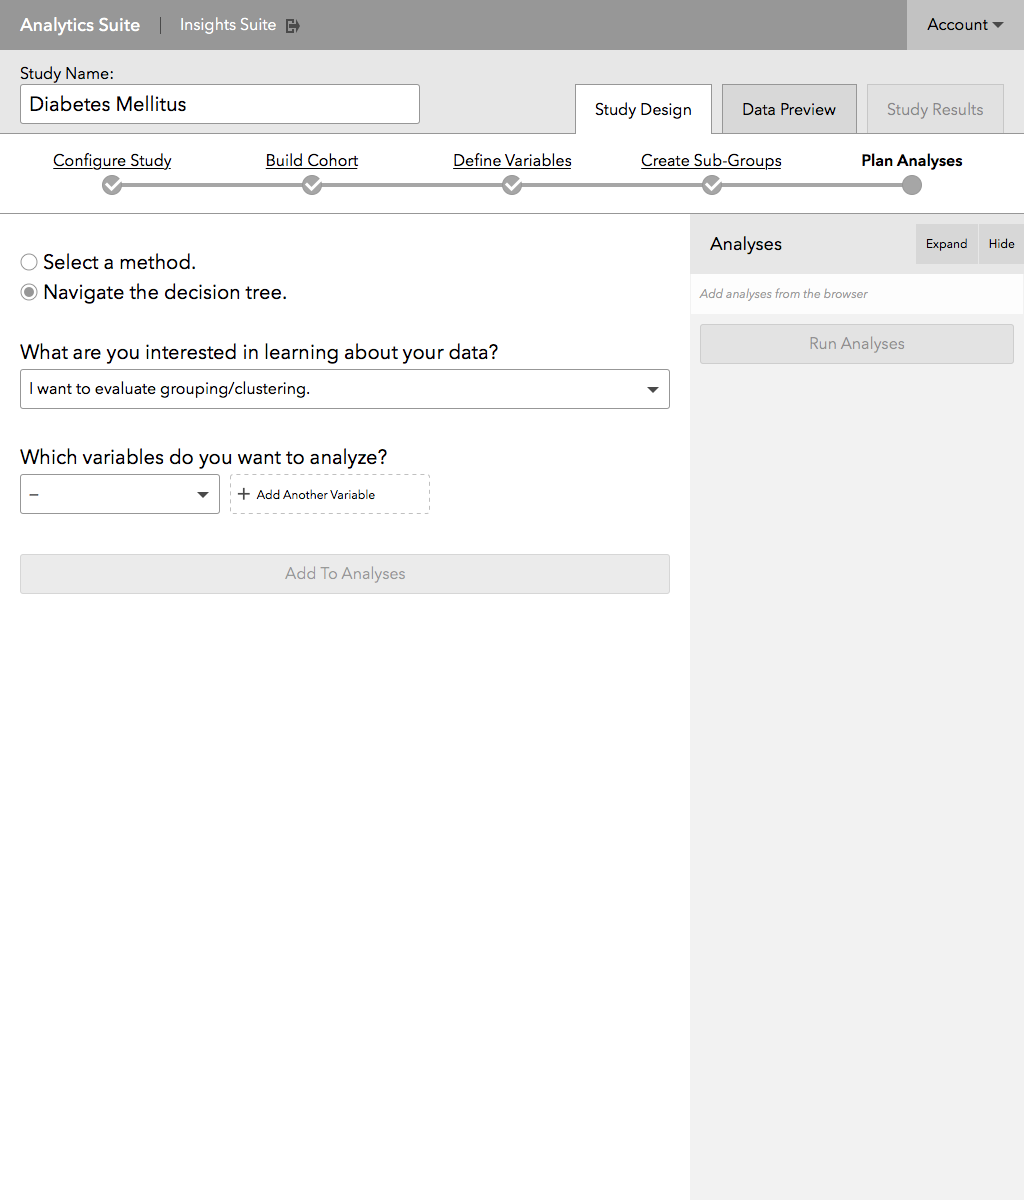 Analytics Suite | Insights Suite
Account
Study Name:
Diabetes Mellitus
Study Design
Data Preview
Study Results
Configure Study
Build Cohort
Define Variables
Create Sub-Groups
Plan Analyses
Select a method.
Navigate the decision tree.
What are you interested in learning about your data?
I want to evaluate grouping/clustering.
Which variables do you want to analyze?
–
+ Add Another Variable
Add To Analyses
Analyses
Expand
Hide
Add analyses from the browser
Run Analyses